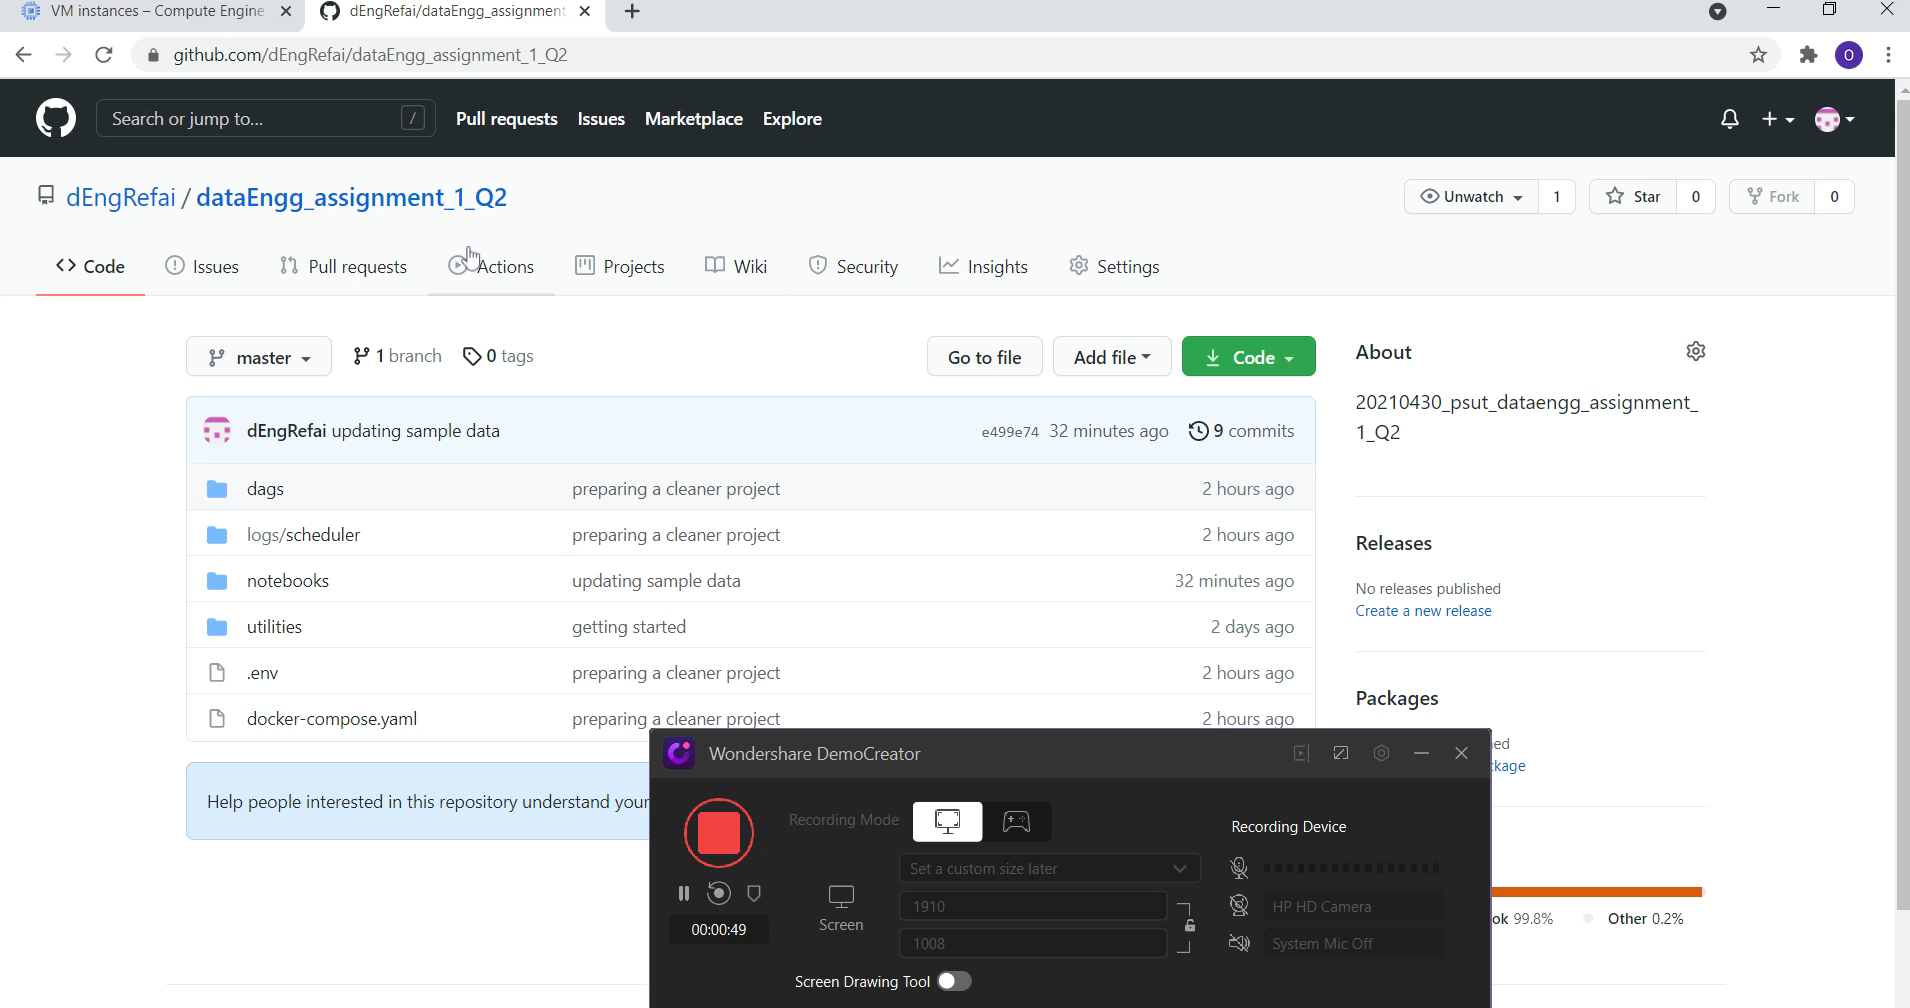 VM instances – Compute Engine
dEngRefai/dataEngg_assignment
github.com/dEngRefai/dataEngg_assignment_1_Q2
O
Search or jump to... /
Pull requests Issues Marketplace Explore
dEngRefai / dataEngg_assignment_1_Q2
Unwatch 1 Star 0 Fork 0
Code Issues Pull requests Actions Projects Wiki Security Insights Settings
master 1 branch 0 tags Go to file Add file Code
dEngRefai updating sample data e499e74 32 minutes ago 9 commits
dags preparing a cleaner project 2 hours ago
logs/scheduler preparing a cleaner project 2 hours ago
notebooks updating sample data 32 minutes ago
utilities getting started 2 days ago
.env preparing a cleaner project 2 hours ago
docker-compose.yaml preparing a cleaner project 2 hours ago
Help people interested in this repository understand your
About
20210430_psut_dataengg_assignment_
1_Q2
Releases
No releases published
Create a new release
Packages
ed
kage
ok 99.8% Other 0.2%
Wondershare DemoCreator
Recording Mode
Set a custom size later
Screen
1910
1008
00:00:49
Screen Drawing Tool
Recording Device
HP HD Camera
System Mic Off